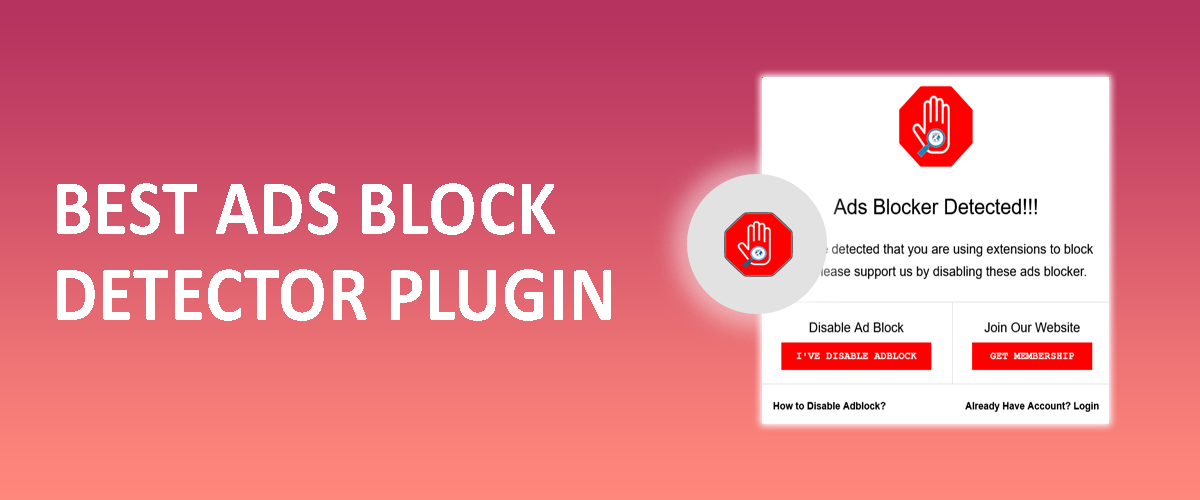 BEST ADS BLOCK
DETECTOR PLUGIN
Ads Blocker Detected!!!
detected that you are using extensions to block
support us by disabling these ads blocker.
Disable Ad Block
Join Our Website
I'VE DISABLE ADBLOCK
GET MEMBERSHIP
How to Disable Adblock?
Already Have Account? Login